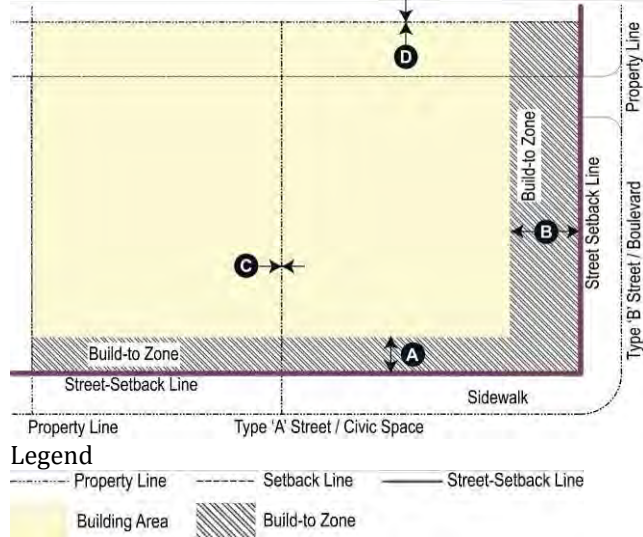 D
Property Line
Build-to Zone
B
Street Setback Line
Type 'B' Street / Boulevard
C
Build-to Zone
A
Street-Setback Line
Sidewalk
Property Line
Type 'A' Street / Civic Space
Legend
Property Line
Setback Line
Street-Setback Line
Building Area
Build-to Zone